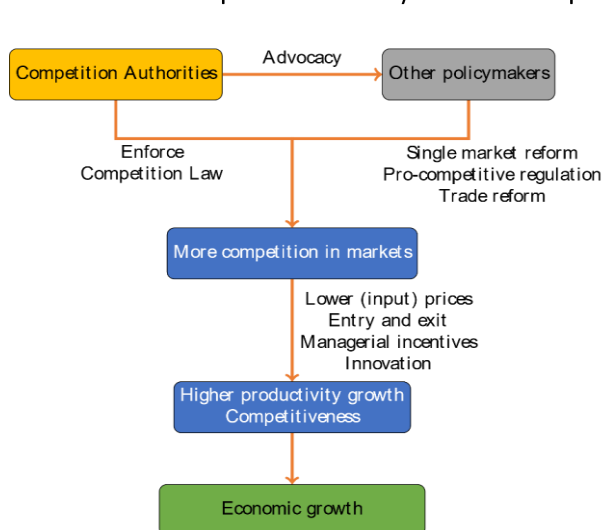 Advocacy
Competition Authorities
Other policymakers
Enforce
Competition Law
Single market reform
Pro-competitive regulation
Trade reform
More competition in markets
Lower (input) prices
Entry and exit
Managerial incentives
Innovation
Higher productivity growth
Competitiveness
Economic growth